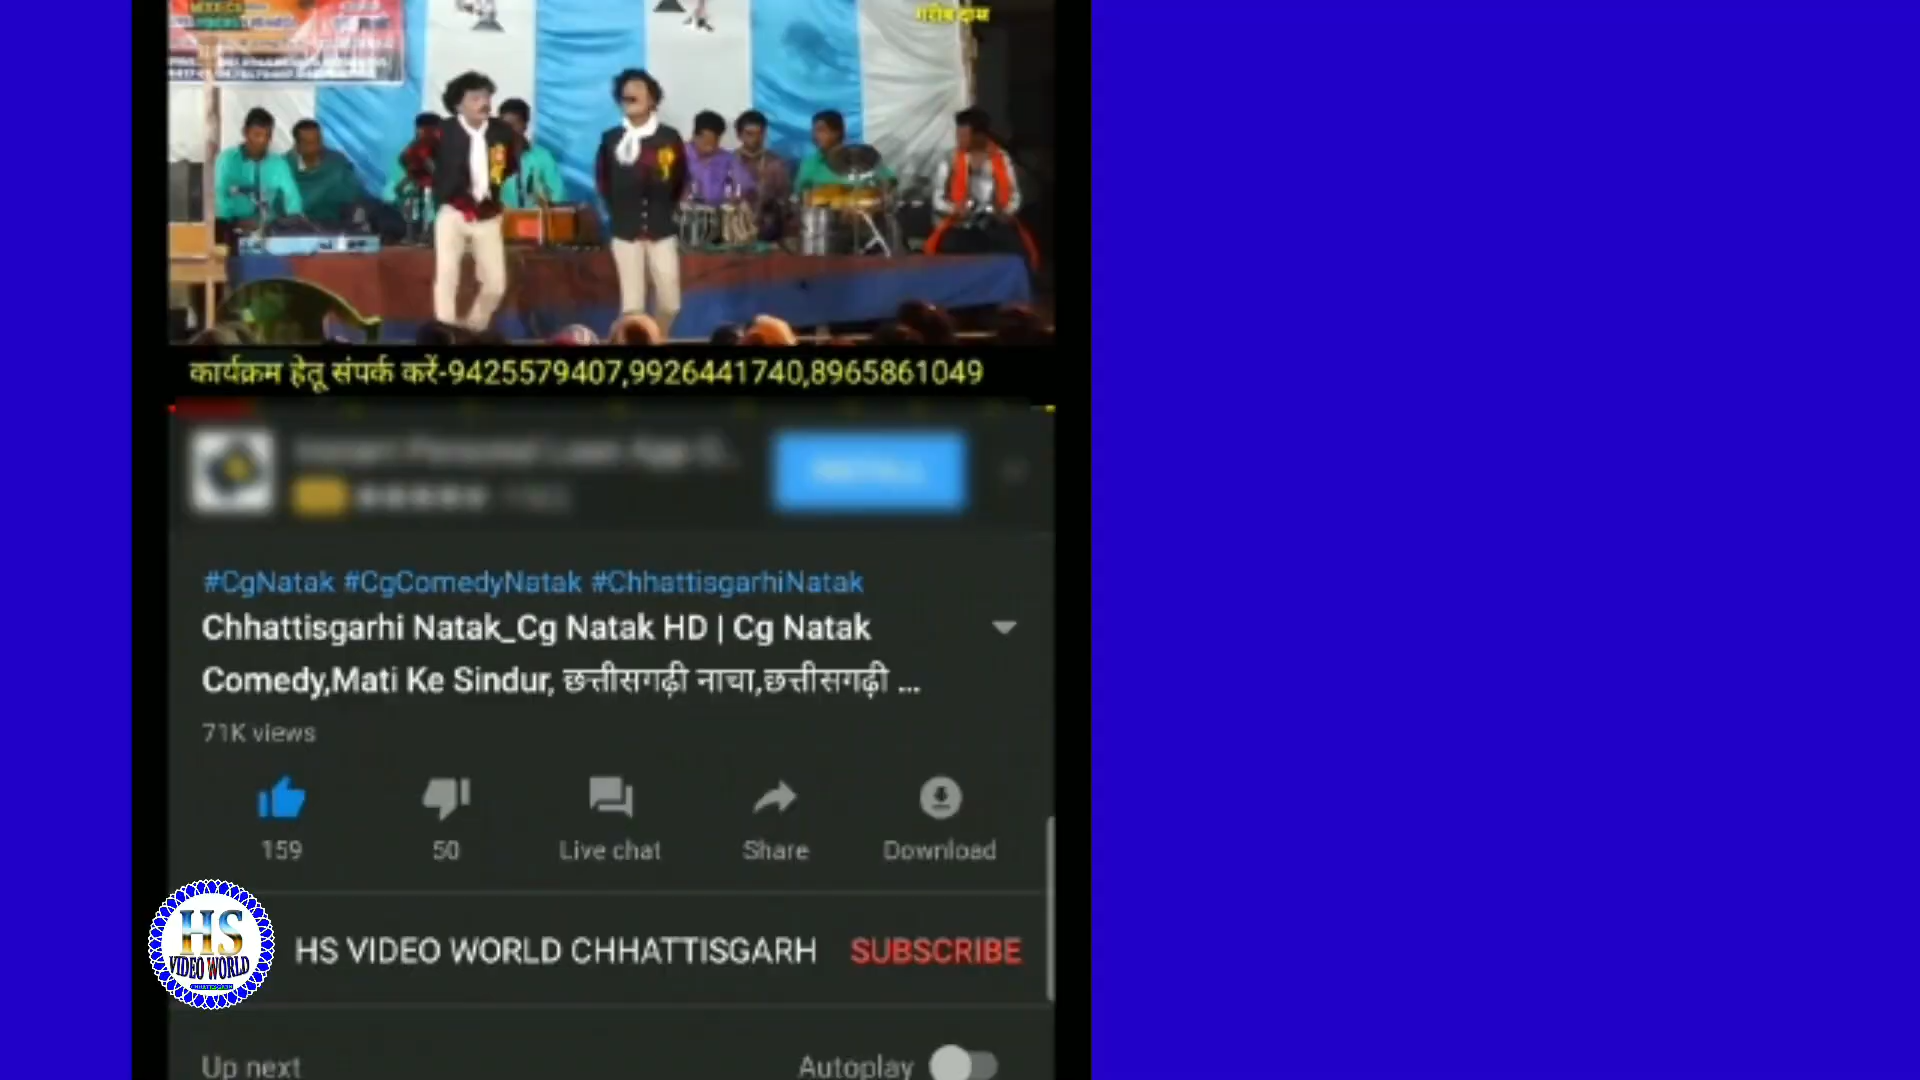 गरीब दास
कार्यक्रम हेतू संपर्क करें-9425579407,9926441740,8965861049
#CgNatak #CgComedyNatak #ChhattisgarhiNatak
Chhattisgarhi Natak_Cg Natak HD | Cg Natak
Comedy,Mati Ke Sindur, छत्तीसगढ़ी नाचा,छत्तीसगढ़ी ...
71K views
159 50 Live chat Share Download
HS
VIDEO WORLD
HS VIDEO WORLD CHHATTISGARH SUBSCRIBE
Up next Autoplay